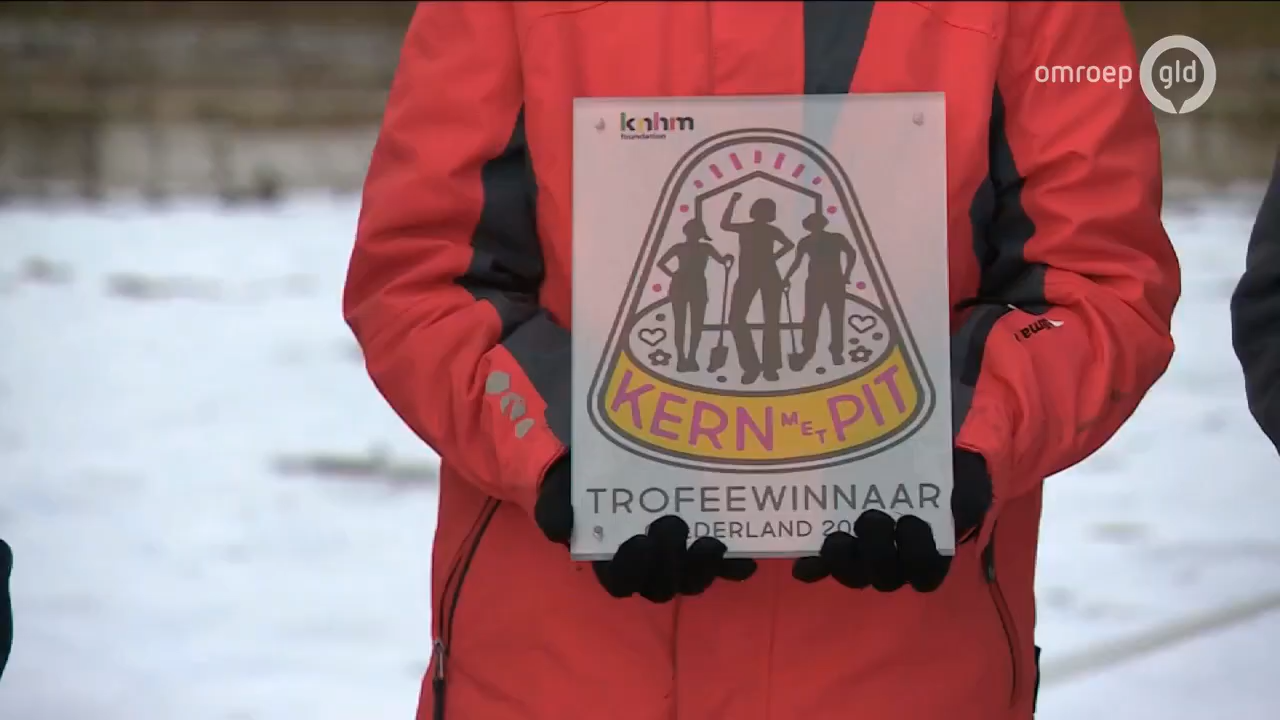 omroep gld
knhm
foundation
KERN MET PIT
TROFEEWINNAAR